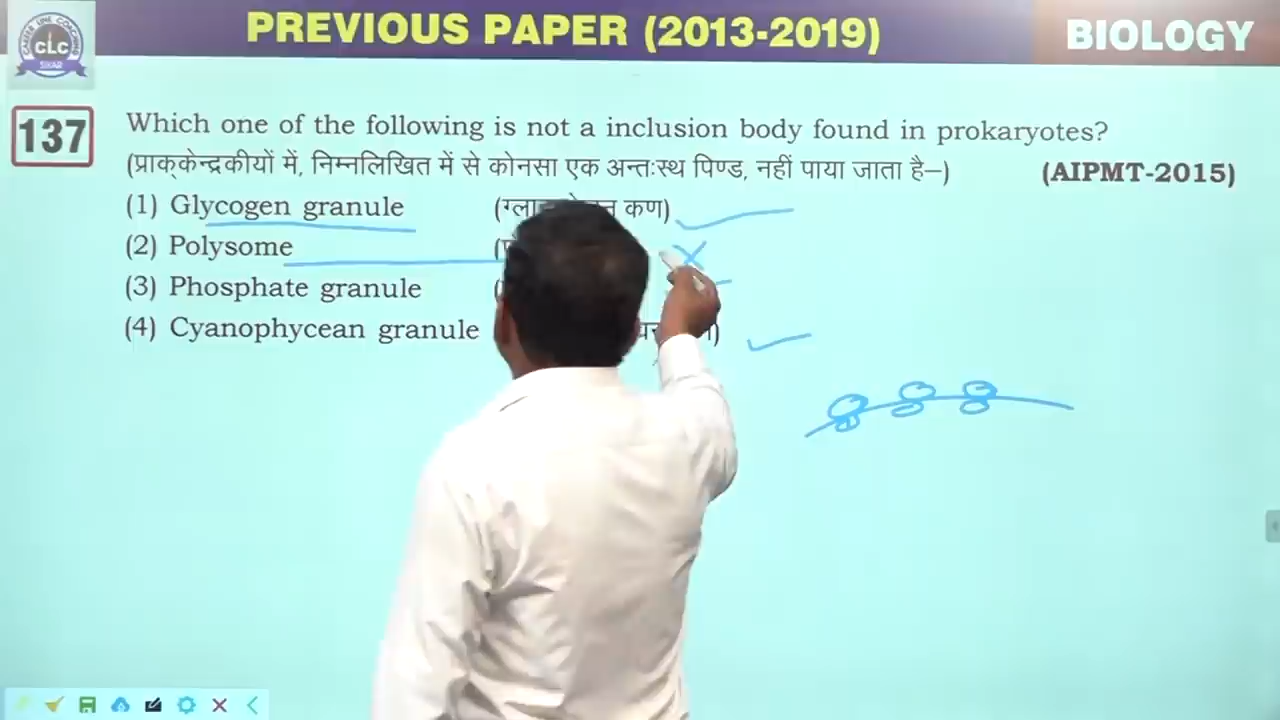 PREVIOUS PAPER (2013-2019)
BIOLOGY
CLC
SIKAR
137
Which one of the following is not a inclusion body found in prokaryotes?
(प्राक्केन्द्रकीयों में, निम्नलिखित में से कोनसा एक अन्तःस्थ पिण्ड, नहीं पाया जाता है–)
(AIPMT-2015)
(1) Glycogen granule कण)
(2) Polysome
(3) Phosphate granule
(4) Cyanophycean granule